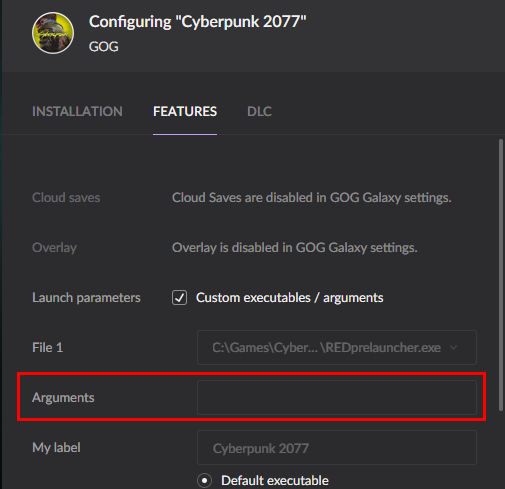 Configuring "Cyberpunk 2077"
GOG
INSTALLATION FEATURES DLC
Cloud saves Cloud Saves are disabled in GOG Galaxy settings.
Overlay Overlay is disabled in GOG Galaxy settings.
Launch parameters Custom executables / arguments
File 1 C:\Games\Cyber... \REDprelauncher.exe
Arguments
My label Cyberpunk 2077
Default executable